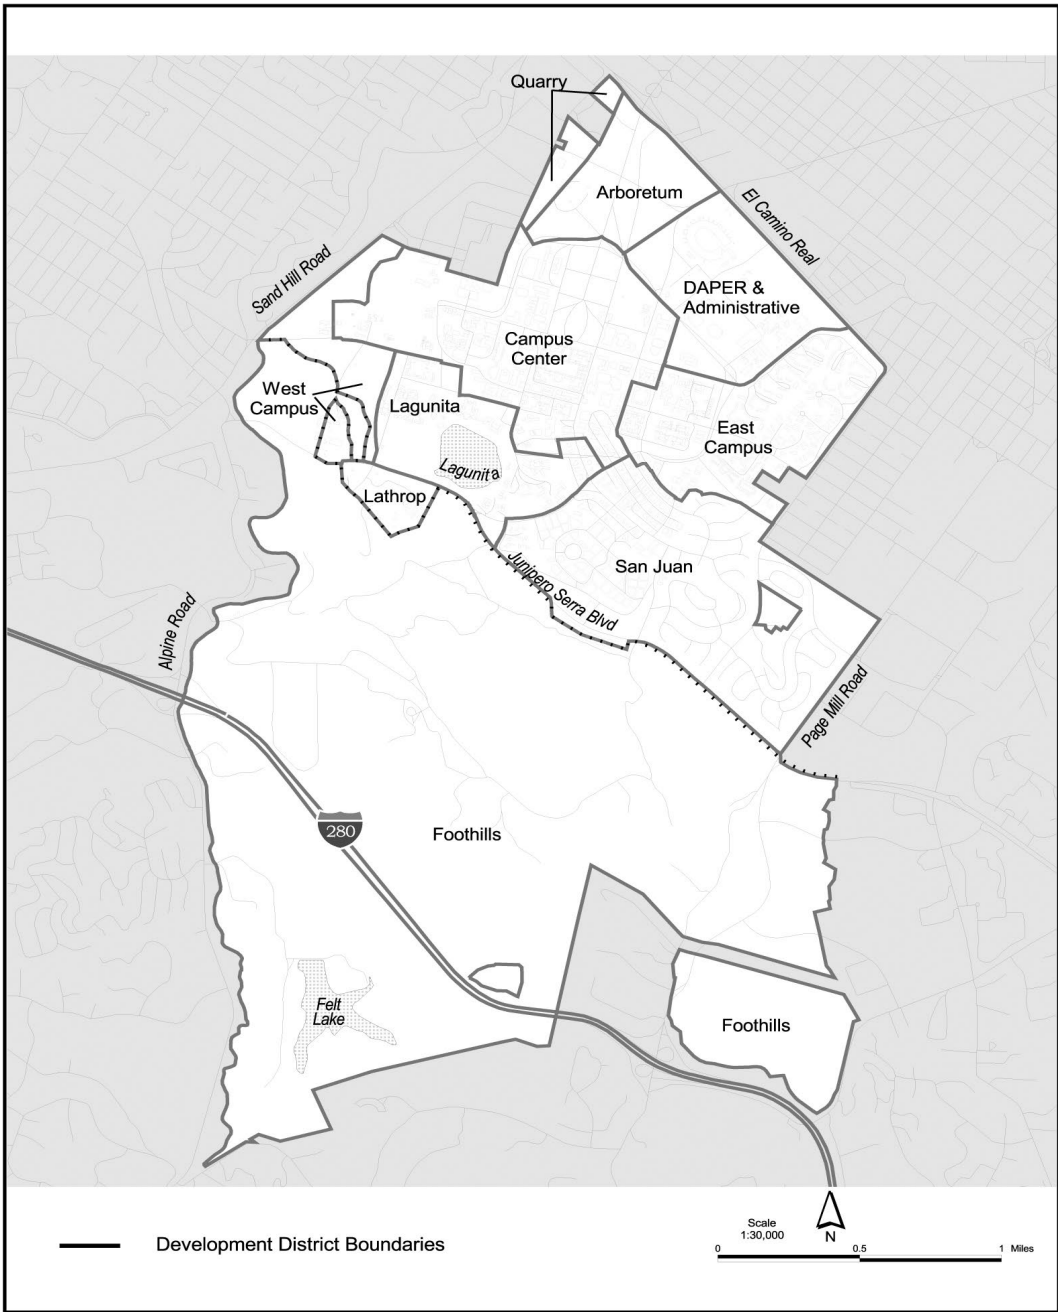 Quarry
Arboretum
El Camino Real
Sand Hill Road
DAPER &
Administrative
Campus
Center
West
Campus
Lagunita
East
Campus
Lagunita
Lathrop
San Juan
Junipero Serra Blvd
Alpine Road
Page Mill Road
280
Foothills
Felt
Lake
Foothills
Development District Boundaries
Scale
1:30,000
N
0 0.5 1 Miles